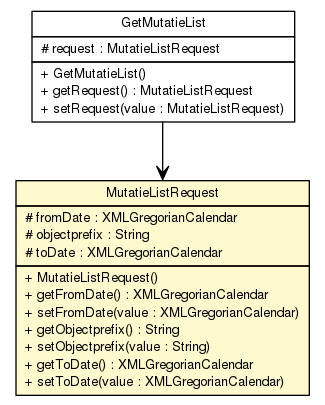 GetMutatieList
# request : MutatieListRequest
+ GetMutatieList()
+ getRequest() : MutatieListRequest
+ setRequest(value : MutatieListRequest)
MutatieListRequest
# fromDate : XMLGregorianCalendar
# objectprefix : String
# toDate : XMLGregorianCalendar
+ MutatieListRequest()
+ getFromDate() : XMLGregorianCalendar
+ setFromDate(value : XMLGregorianCalendar)
+ getObjectprefix() : String
+ setObjectprefix(value : String)
+ getToDate() : XMLGregorianCalendar
+ setToDate(value : XMLGregorianCalendar)